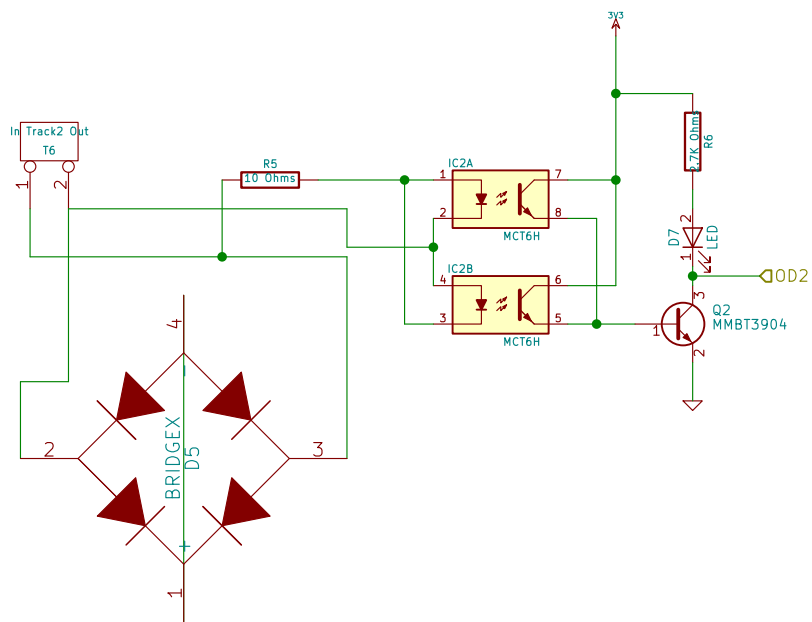 3V3
In Track2 Out
T6
1
2
R5
10 Ohms
IC2A
1
2
7
8
MCT6H
IC2B
4
3
6
5
MCT6H
2.7K Ohms
R6
2
D7
LED
1
OD2
3
Q2
MMBT3904
1
2
4
-
2
BRIDGEX
D5
3
+
1